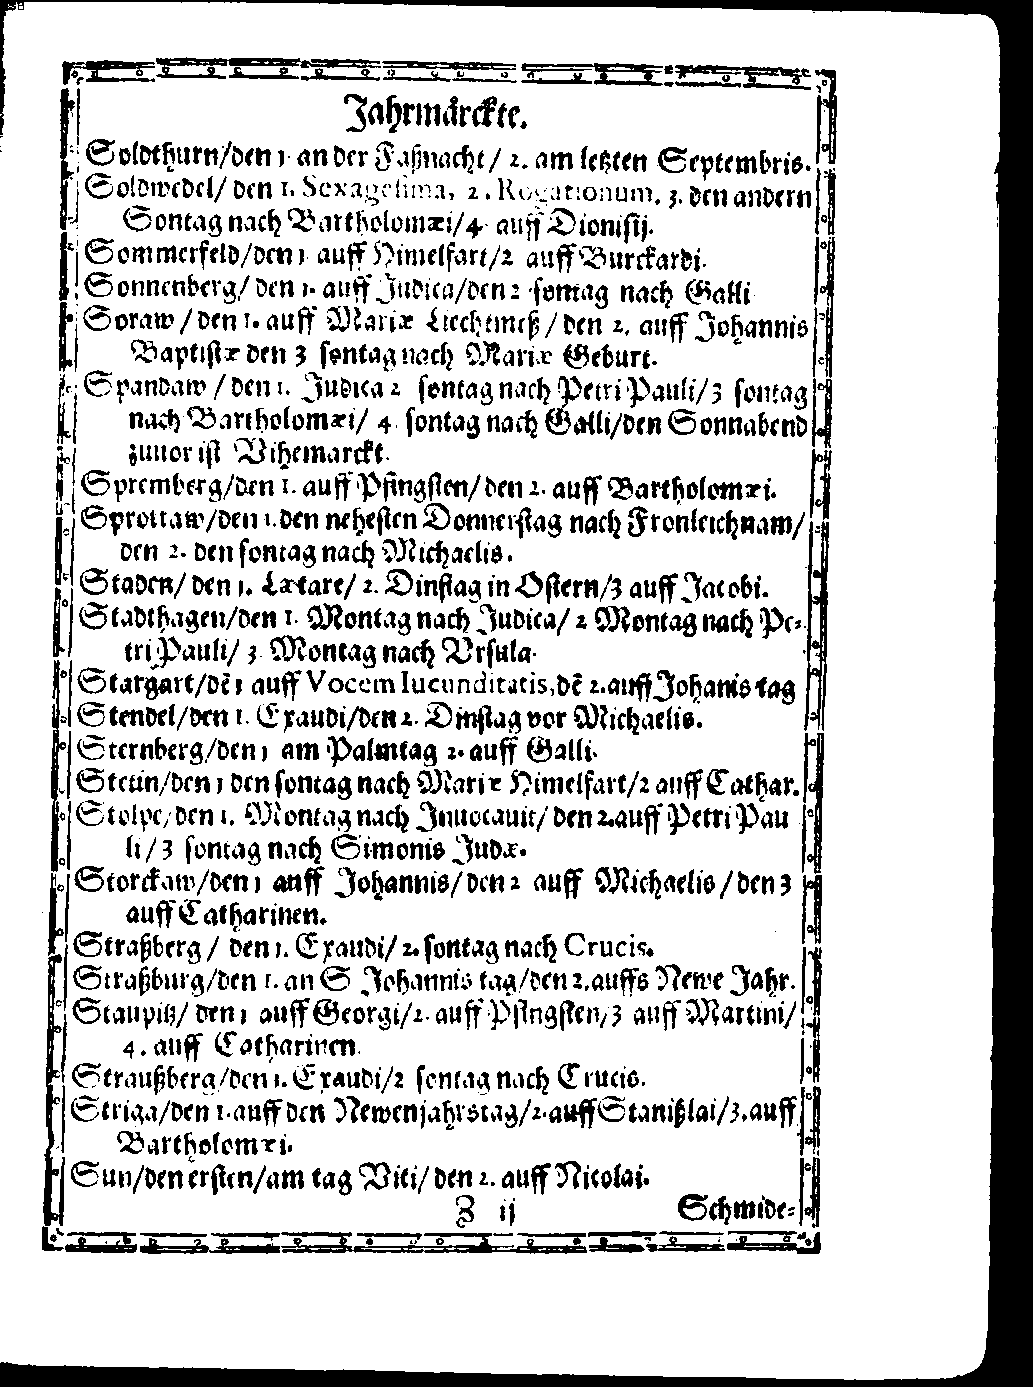 Jahrmårckte.
Soldthurn/den 1 an der Faßnacht/ 2. am letzten Septembris.
Soldwedel/ den 1. Sexagesima, 2. Rogationum, 3. den andern
Sontag nach Bartholomæi/4 auff Dionisij.
Sommerfeld/den 1 auff Himelfart/2 auff Burckardi.
Sonnenberg/ den 1. auff Judica/den 2 sontag nach Galli
Soraw / den 1. auff Mariæ Liechtmeß / den 2. auff Johannis
Baptistæ den 3 sontag nach Mariæ Geburt.
Spandaw / den 1. Judica 2 sontag nach Petri Pauli/ 3 sontag
nach Bartholomæi/ 4 sontag nach Galli/den Sonnabend
zuuor ist Vihemarckt.
Spremberg/den 1. auff Pfingsten/ den 2. auff Bartholomæi.
Sprottaw/den 1.den nehesten Donnerstag nach Fronleichnam/
den 2. den sontag nach Michaelis.
Staden/ den 1. Lætare/ 2. Dinstag in Ostern/3 auff Jacobi.
Stadthagen/den 1. Montag nach Judica/ 2 Montag nach Pe-
tri Pauli/ 3 Montag nach Vrsula
Stargart/dẽ 1 auff Vocem Iucunditatis, dẽ 2.auff Johanis tag
Stendel/den 1. Exaudi/den 2. Dinstag vor Michaelis.
Sternberg/den 1 am Palmtag 2. auff Galli.
Stetin/den 1 den sontag nach Mariæ Himelfart/2 auff Cathar.
Stolpe/den 1. Montag nach Inuocauit/ den 2.auff Petri Pau
li / 3 sontag nach Simonis Judæ.
Storckaw/den 1 auff Johannis/den 2 auff Michaelis / den 3
auff Catharinen.
Straßberg / den 1. Exaudi/ 2. sontag nach Crucis.
Straßburg/den 1. an S Johannis tag/den 2.auffs Newe Jahr.
Staupitz/ den 1 auff Georgi/2. auff Pfingsten/3 auff Martini/
4. auff Catharinen.
Straußberg/den 1. Exaudi/2 sontag nach Crucis.
Striga/den 1.auff den Newenjahrstag/2.auff Stanißlai/3.auff
Bartholomæi.
Sun/den ersten/am tag Viti/ den 2. auff Nicolai.
Z ij Schmide-